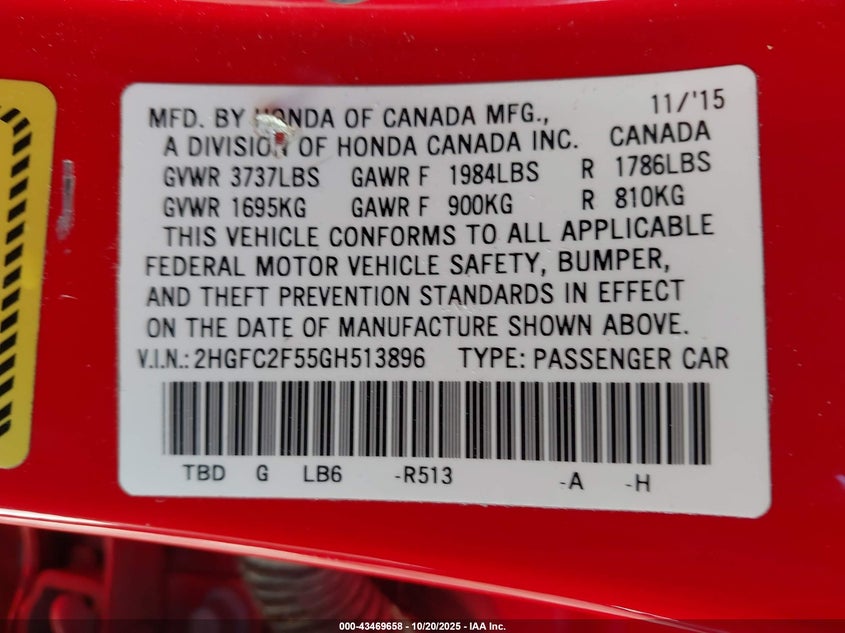 MFD. BY HONDA OF CANADA MFG., 11/'15
A DIVISION OF HONDA CANADA INC. CANADA
GVWR 3737LBS GAWR F 1984LBS R 1786LBS
GVWR 1695KG GAWR F 900KG R 810KG
THIS VEHICLE CONFORMS TO ALL APPLICABLE
FEDERAL MOTOR VEHICLE SAFETY, BUMPER,
AND THEFT PREVENTION STANDARDS IN EFFECT
ON THE DATE OF MANUFACTURE SHOWN ABOVE.
V.I.N.: 2HGFC2F55GH513896 TYPE: PASSENGER CAR
TBD G LB6 -R513 -A -H
000-43469658 - 10/20/2025 - IAA Inc.